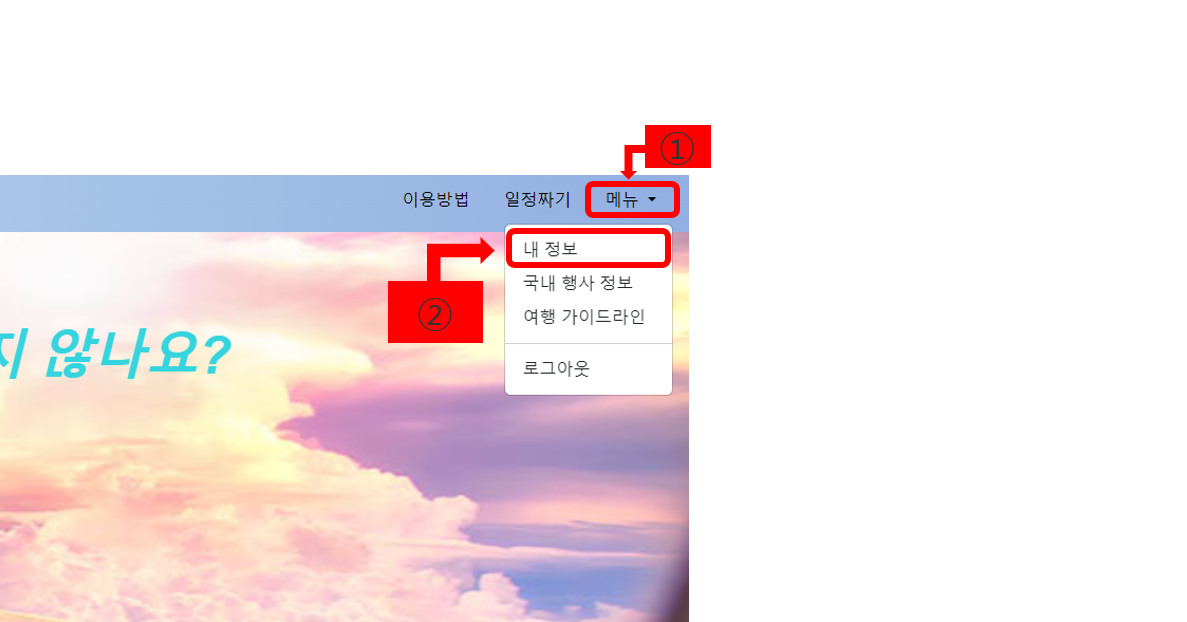 ①
이용방법 일정짜기 메뉴
내 정보
국내 행사 정보
②
여행 가이드라인
지 않나요?
로그아웃